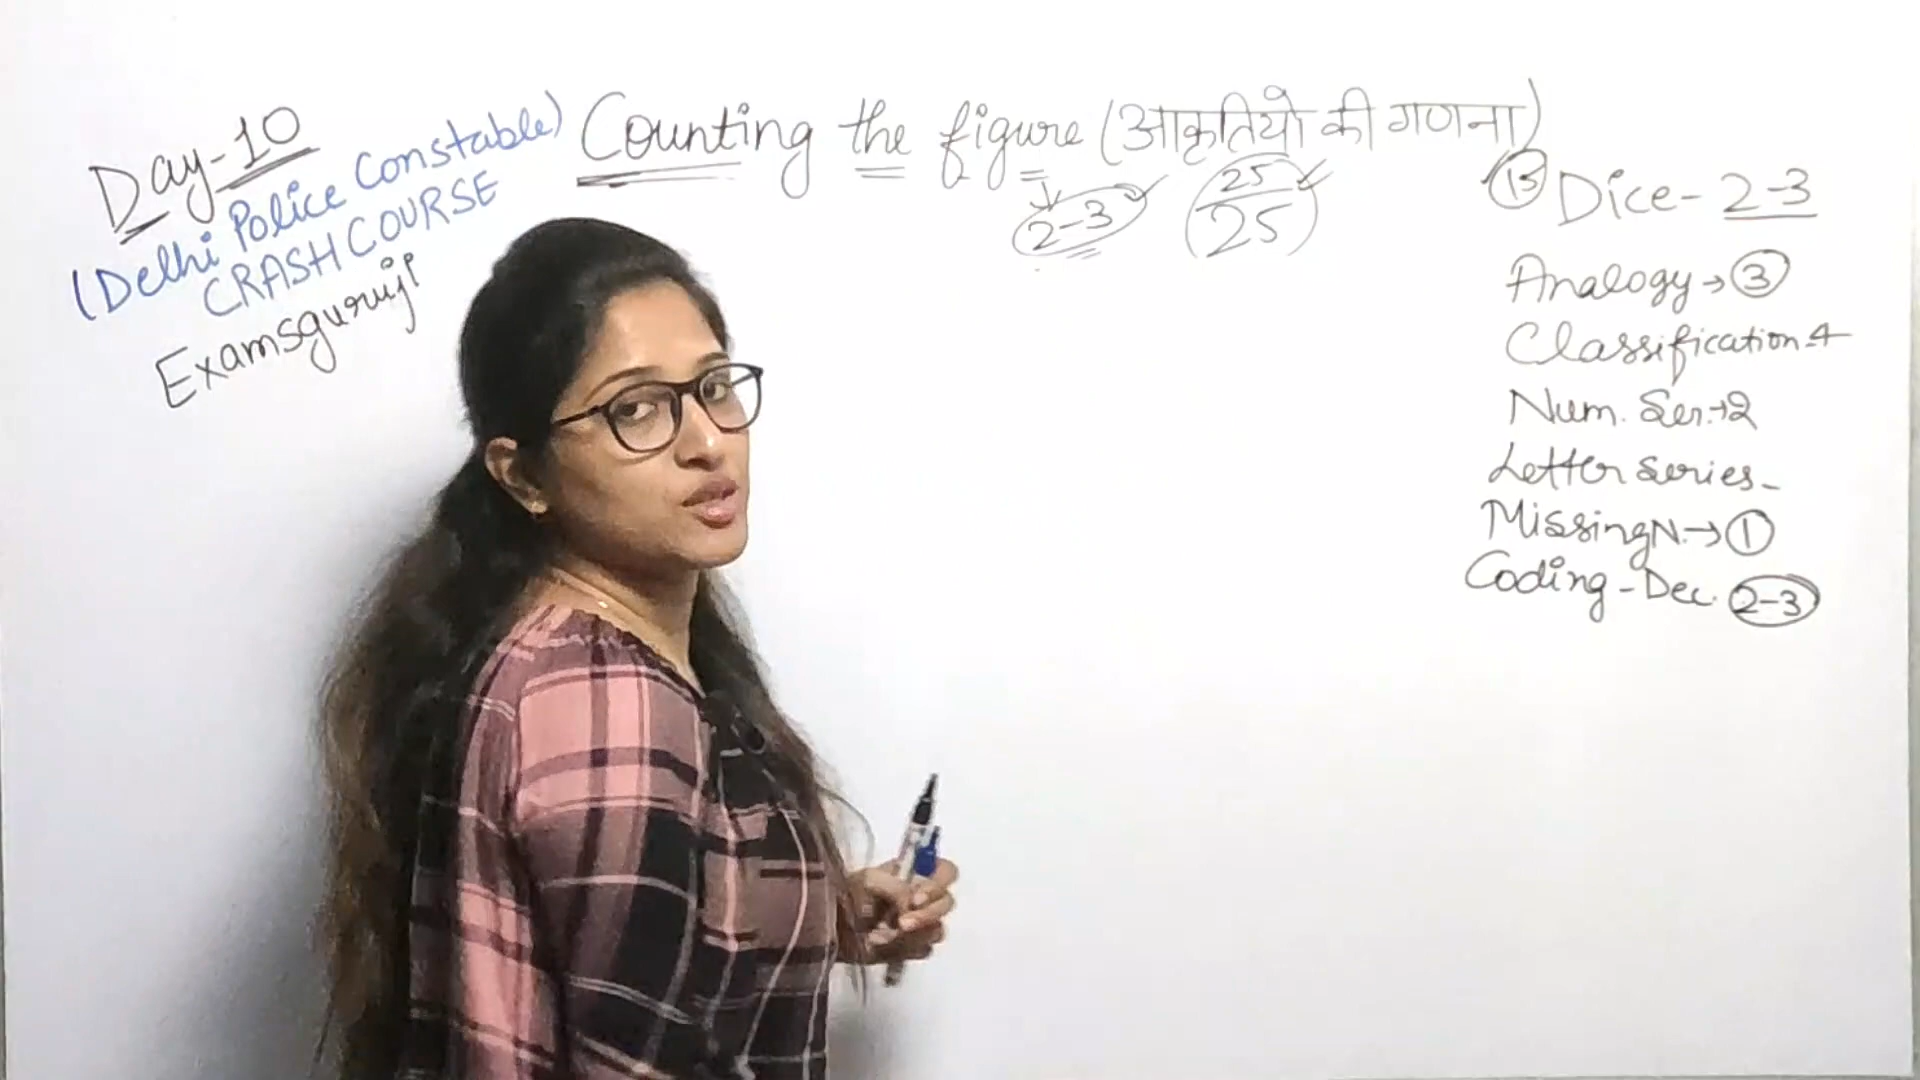 Day-10
(Delhi Police Constable)
CRASH COURSE
Examsguruji
Counting the figure (आकृतियो की गणना)
2-3
25
25
13
Dice- 2-3
Analogy→3
Classification-4
Num. Ser.→2
Letter series-
Missing N.→1
Coding-Dec. 2-3